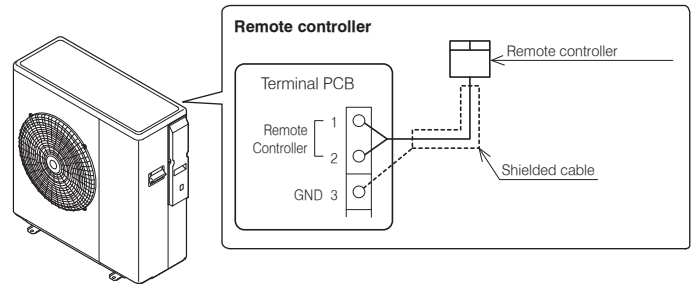 Remote controller
Remote controller
Terminal PCB
1
Remote
Controller
2
Shielded cable
GND 3